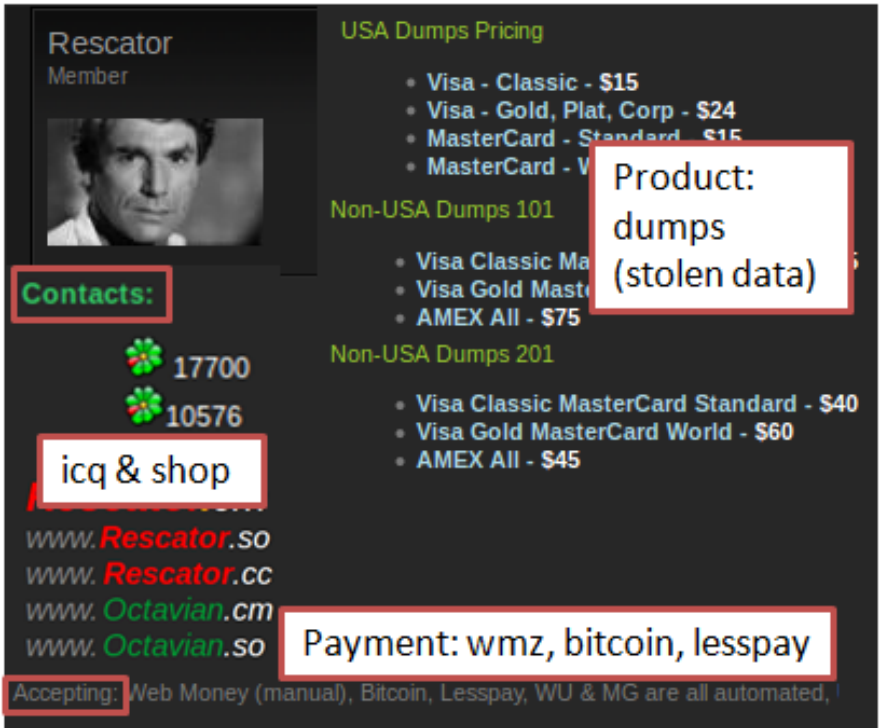 Rescator
Member
USA Dumps Pricing
Visa - Classic - $15
Visa - Gold, Plat, Corp - $24
MasterCard - Standard - $15
MasterCard - W
Product:
dumps
(stolen data)
Non-USA Dumps 101
Visa Classic Ma
Visa Gold Maste
AMEX All - $75
Non-USA Dumps 201
Visa Classic MasterCard Standard - $40
Visa Gold MasterCard World - $60
AMEX All - $45
Contacts:
17700
10576
icq & shop
www.Rescator.so
www.Rescator.cc
www.Octavian.cm
www.Octavian.so
Payment: wmz, bitcoin, lesspay
Accepting: Web Money (manual), Bitcoin, Lesspay, WU & MG are all automated,